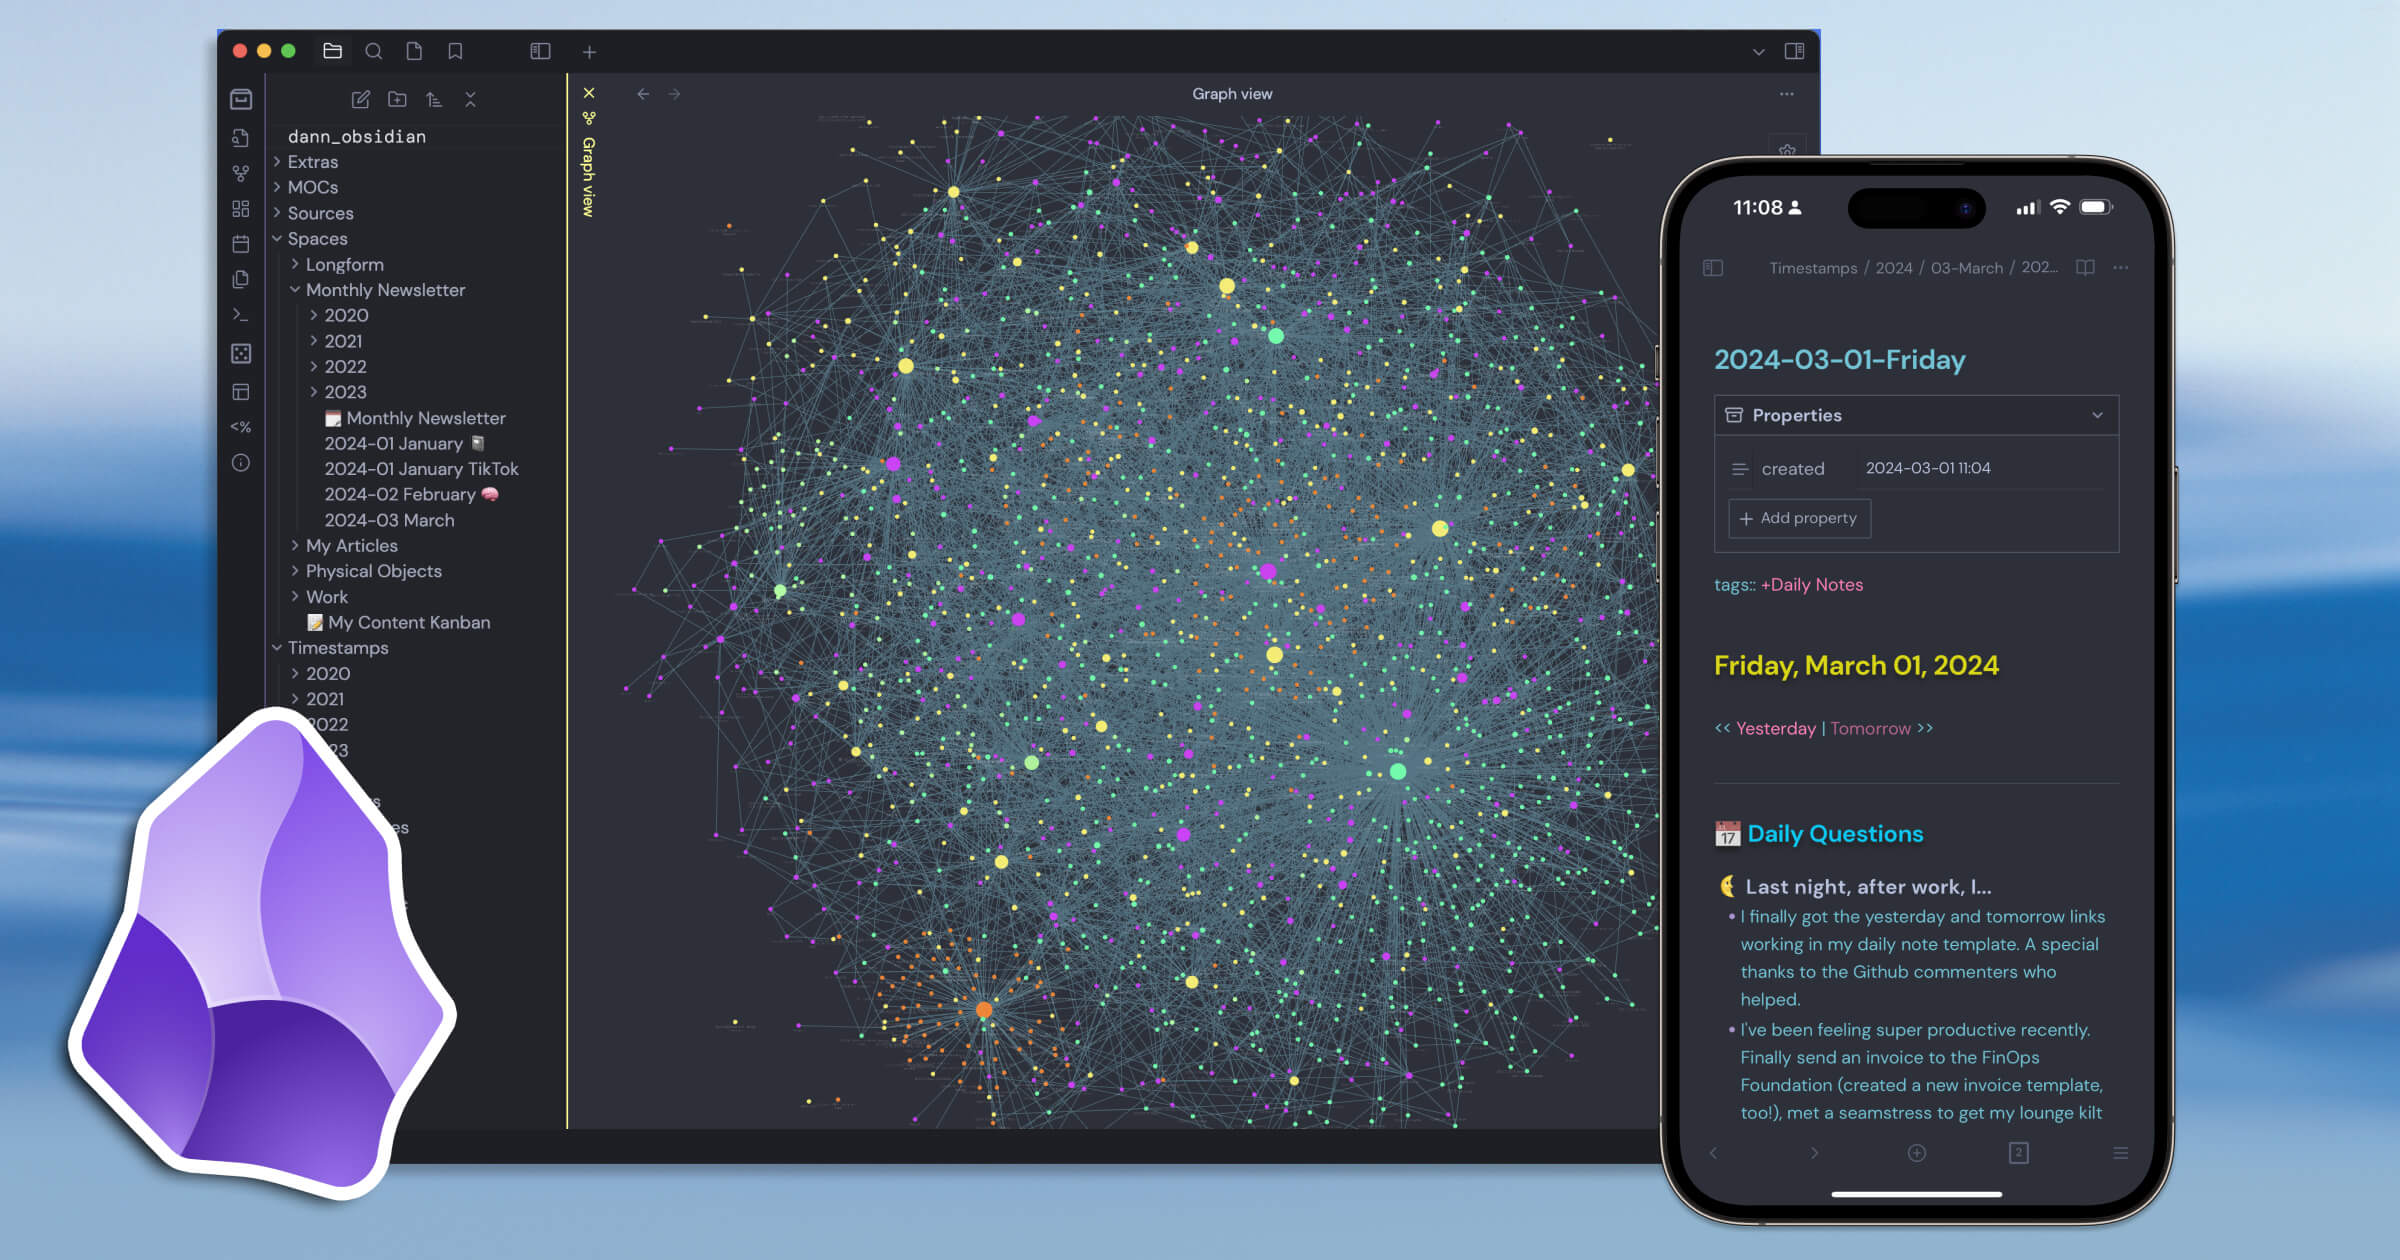 Graph view
dann_obsidian
Extras
MOCs
Sources
Spaces
Longform
Monthly Newsletter
2020
2021
2022
2023
Monthly Newsletter
2024-01 January
2024-01 January TikTok
2024-02 February
2024-03 March
My Articles
Physical Objects
Work
My Content Kanban
Timestamps
2020
2021
2022
23
s
es
<%
Graph view
11:08
Timestamps / 2024 / 03-March / 202...
2024-03-01-Friday
Properties
created 2024-03-01 11:04
+ Add property
tags:: +Daily Notes
Friday, March 01, 2024
<< Yesterday | Tomorrow >>
17 Daily Questions
Last night, after work, I...
• I finally got the yesterday and tomorrow links
working in my daily note template. A special
thanks to the Github commenters who
helped.
• I've been feeling super productive recently.
Finally send an invoice to the FinOps
Foundation (created a new invoice template,
too!), met a seamstress to get my lounge kilt
2